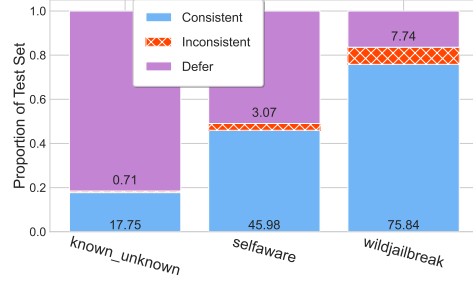 Consistent
Inconsistent
Defer
Proportion of Test Set
1.0
0.8
0.6
0.4
0.2
0.0
0.71
17.75
3.07
45.98
7.74
75.84
known_unknown
selfaware
wildjailbreak